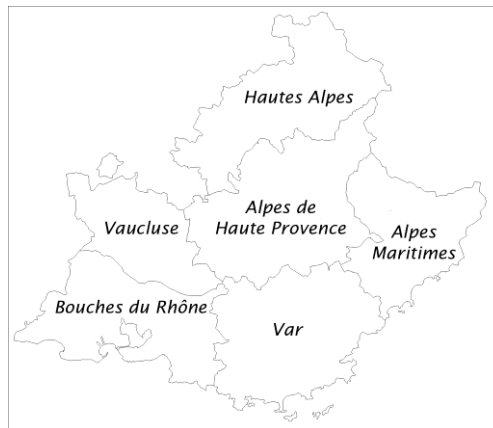 Hautes Alpes
Alpes de
Haute Provence
Vaucluse
Alpes
Maritimes
Bouches du Rhône
Var